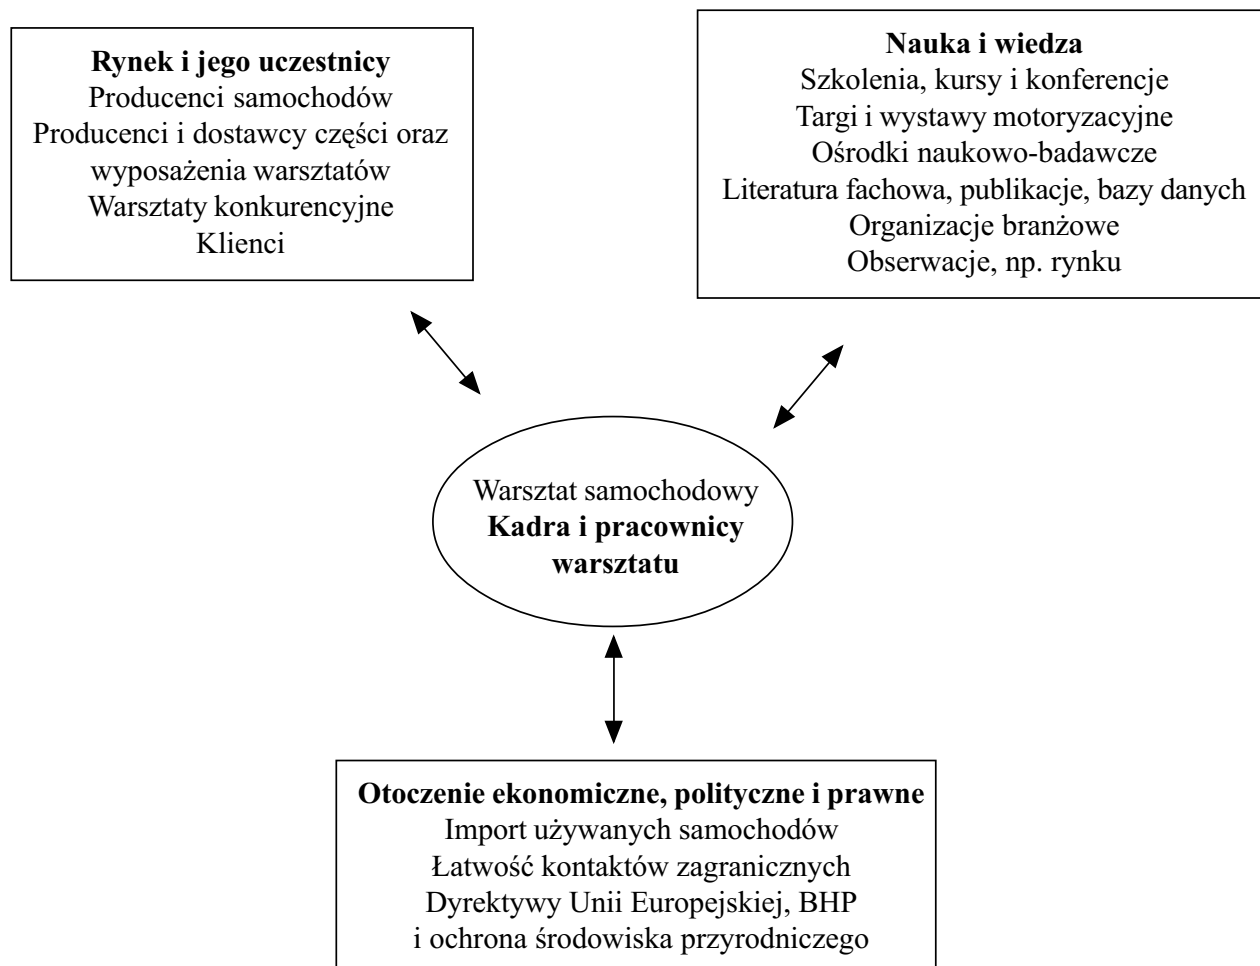 Rynek i jego uczestnicy
Producenci samochodów
Producenci i dostawcy części oraz
wyposażenia warsztatów
Warsztaty konkurencyjne
Klienci
Nauka i wiedza
Szkolenia, kursy i konferencje
Targi i wystawy motoryzacyjne
Ośrodki naukowo-badawcze
Literatura fachowa, publikacje, bazy danych
Organizacje branżowe
Obserwacje, np. rynku
Warsztat samochodowy
Kadra i pracownicy
warsztatu
Otoczenie ekonomiczne, polityczne i prawne
Import używanych samochodów
Łatwość kontaktów zagranicznych
Dyrektywy Unii Europejskiej, BHP
i ochrona środowiska przyrodniczego